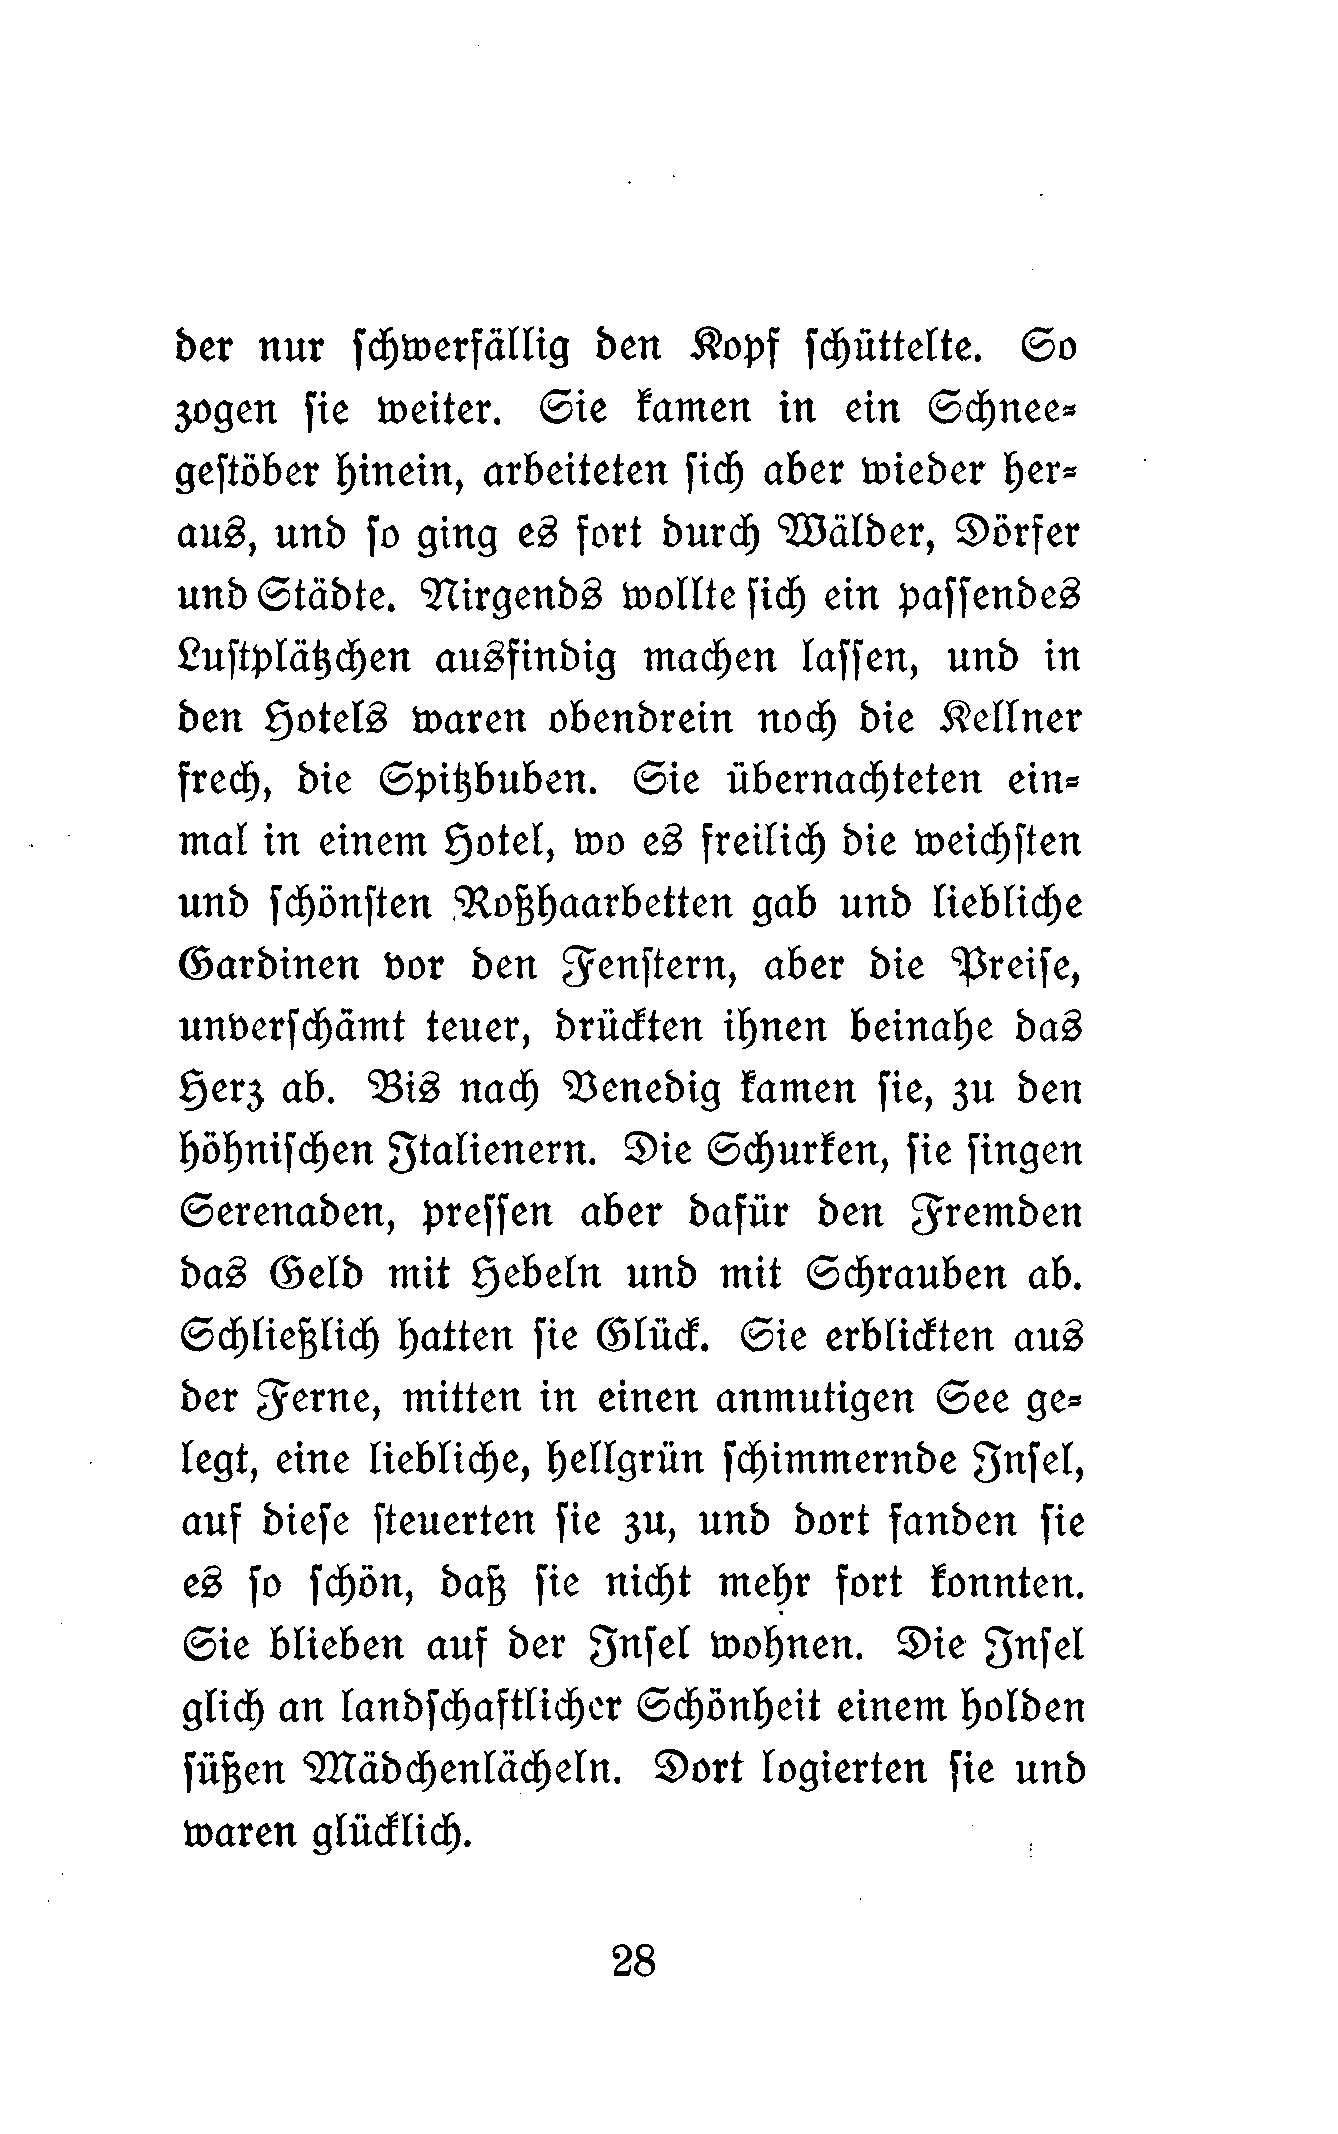 der nur ſchwerfällig den Kopf ſchüttelte. So
zogen ſie weiter. Sie kamen in ein Schnee⸗
geſtöber hinein, arbeiteten ſich aber wieder her⸗
aus, und ſo ging es fort durch Wälder, Dörfer
und Städte. Nirgends wollte ſich ein paſſendes
Luſtplätzchen ausfindig machen laſſen, und in
den Hotels waren obendrein noch die Kellner
frech, die Spitzbuben. Sie übernachteten ein⸗
mal in einem Hotel, wo es freilich die weichſten
und ſchönſten Roßhaarbetten gab und liebliche
Gardinen vor den Fenſtern, aber die Preiſe,
unverſchämt teuer, drückten ihnen beinahe das
Herz ab. Bis nach Venedig kamen ſie, zu den
höhniſchen Italienern. Die Schurken, ſie ſingen
Serenaden, preſſen aber dafür den Fremden
das Geld mit Hebeln und mit Schrauben ab.
Schließlich hatten ſie Glück. Sie erblickten aus
der Ferne, mitten in einen anmutigen See ge⸗
legt, eine liebliche, hellgrün ſchimmernde Inſel,
auf dieſe ſteuerten ſie zu, und dort fanden ſie
es ſo ſchön, daß ſie nicht mehr fort konnten.
Sie blieben auf der Inſel wohnen. Die Inſel
glich an landſchaftlicher Schönheit einem holden
ſüßen Mädchenlächeln. Dort logierten ſie und
waren glücklich.
28